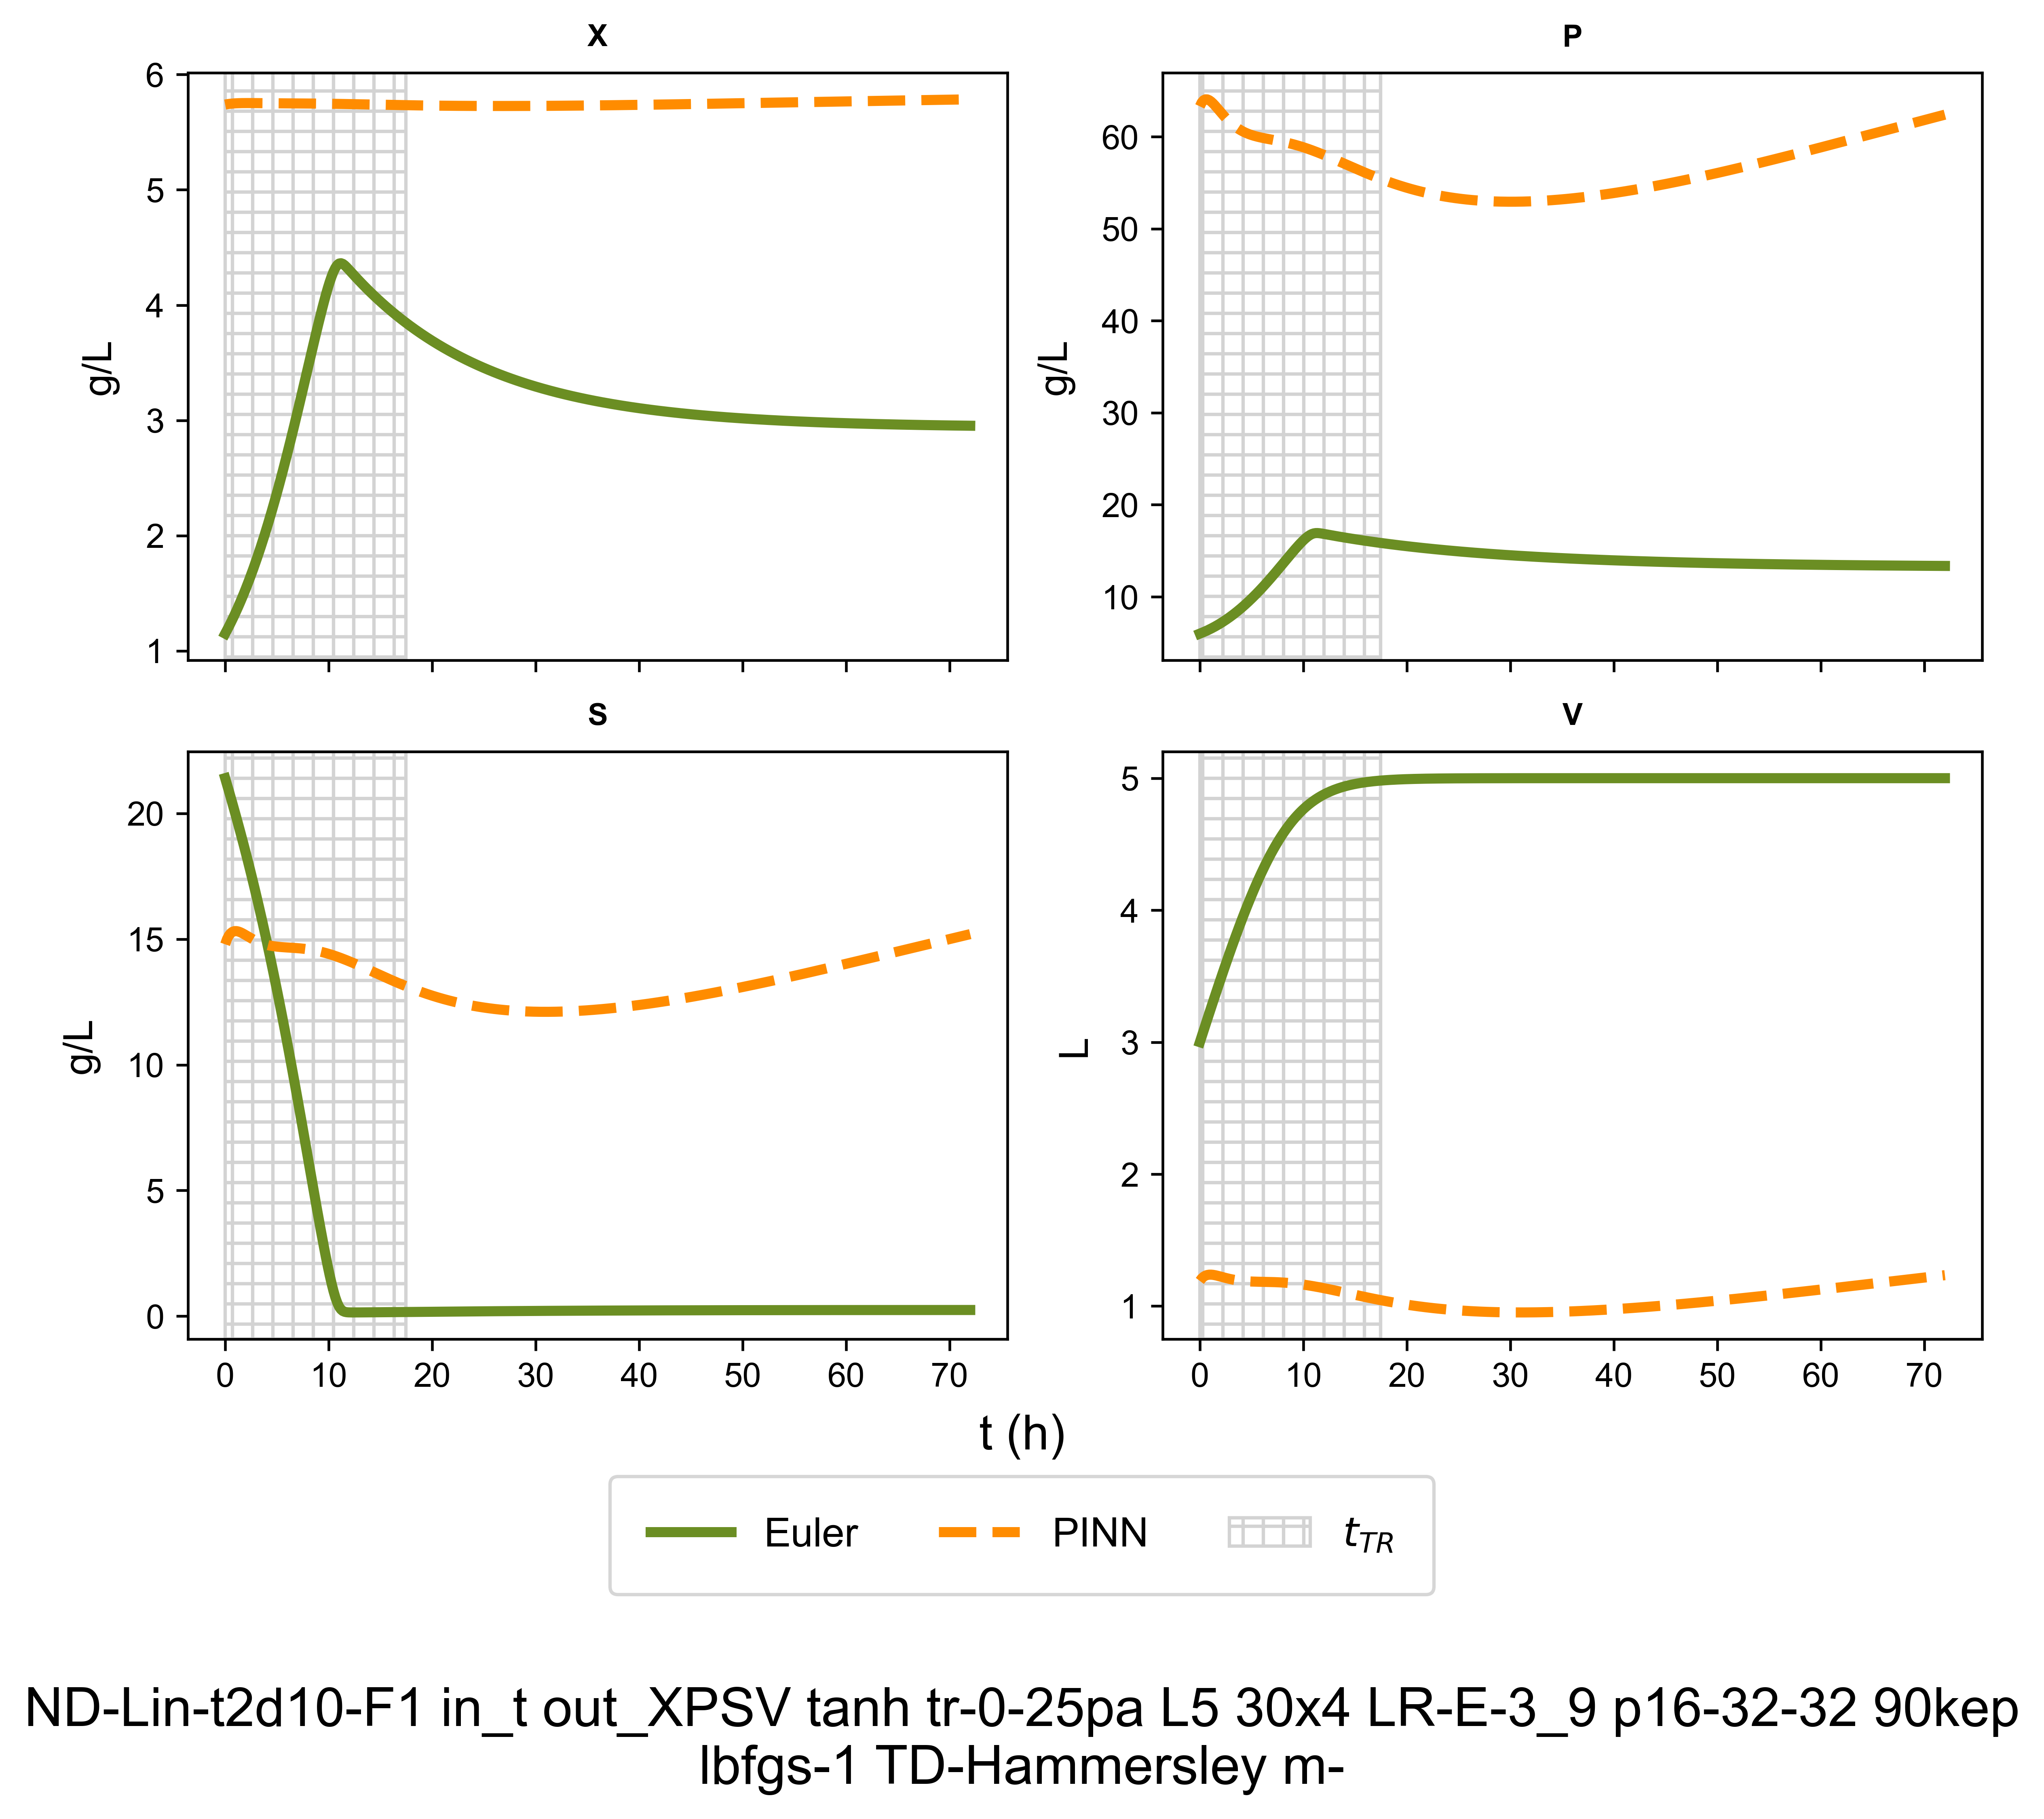 X
P
6
5
4
3
2
1
g/L
60
50
40
30
20
10
g/L
S
V
20
15
10
5
0
g/L
5
4
3
2
1
L
0 10 20 30 40 50 60 70
0 10 20 30 40 50 60 70
t (h)
Euler PINN t_TR
ND-Lin-t2d10-F1 in_t out_XPSV tanh tr-0-25pa L5 30x4 LR-E-3_9 p16-32-32 90kep
lbfgs-1 TD-Hammersley m-